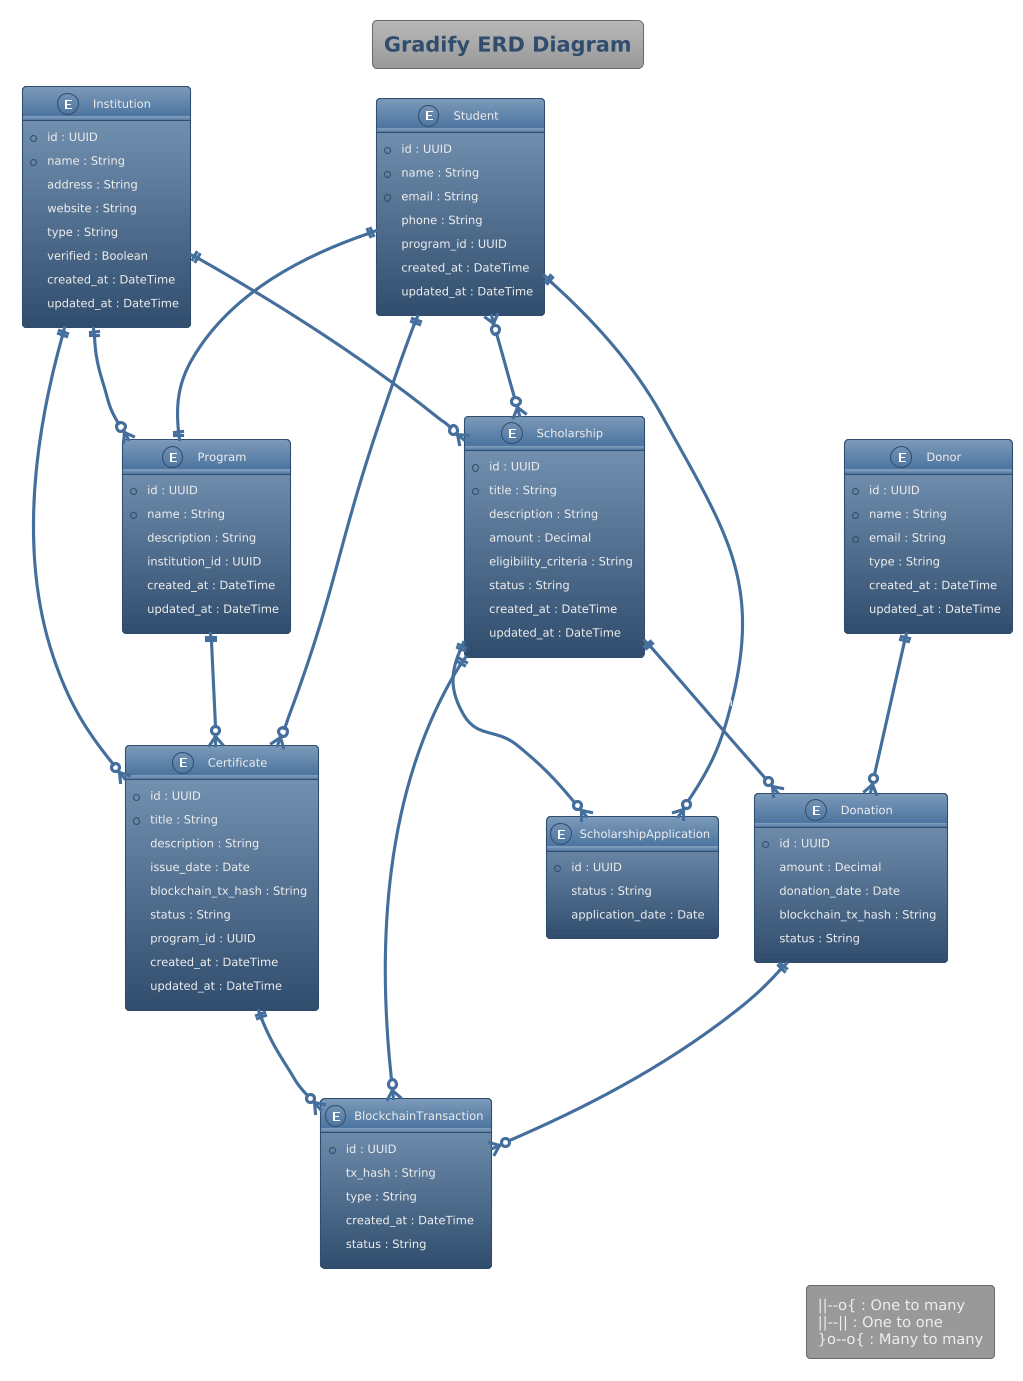 Gradify ERD Diagram
E Institution
id : UUID
name : String
address : String
website : String
type : String
verified : Boolean
created_at : DateTime
updated_at : DateTime
E Student
id : UUID
name : String
email : String
phone : String
program_id : UUID
created_at : DateTime
updated_at : DateTime
E Program
id : UUID
name : String
description : String
institution_id : UUID
created_at : DateTime
updated_at : DateTime
E Scholarship
id : UUID
title : String
description : String
amount : Decimal
eligibility_criteria : String
status : String
created_at : DateTime
updated_at : DateTime
E Donor
id : UUID
name : String
email : String
type : String
created_at : DateTime
updated_at : DateTime
E Certificate
id : UUID
title : String
description : String
issue_date : Date
blockchain_tx_hash : String
status : String
program_id : UUID
created_at : DateTime
updated_at : DateTime
E ScholarshipApplication
id : UUID
status : String
application_date : Date
E Donation
id : UUID
amount : Decimal
donation_date : Date
blockchain_tx_hash : String
status : String
E BlockchainTransaction
id : UUID
tx_hash : String
type : String
created_at : DateTime
status : String
||--o{ : One to many
||--|| : One to one
}o--o{ : Many to many